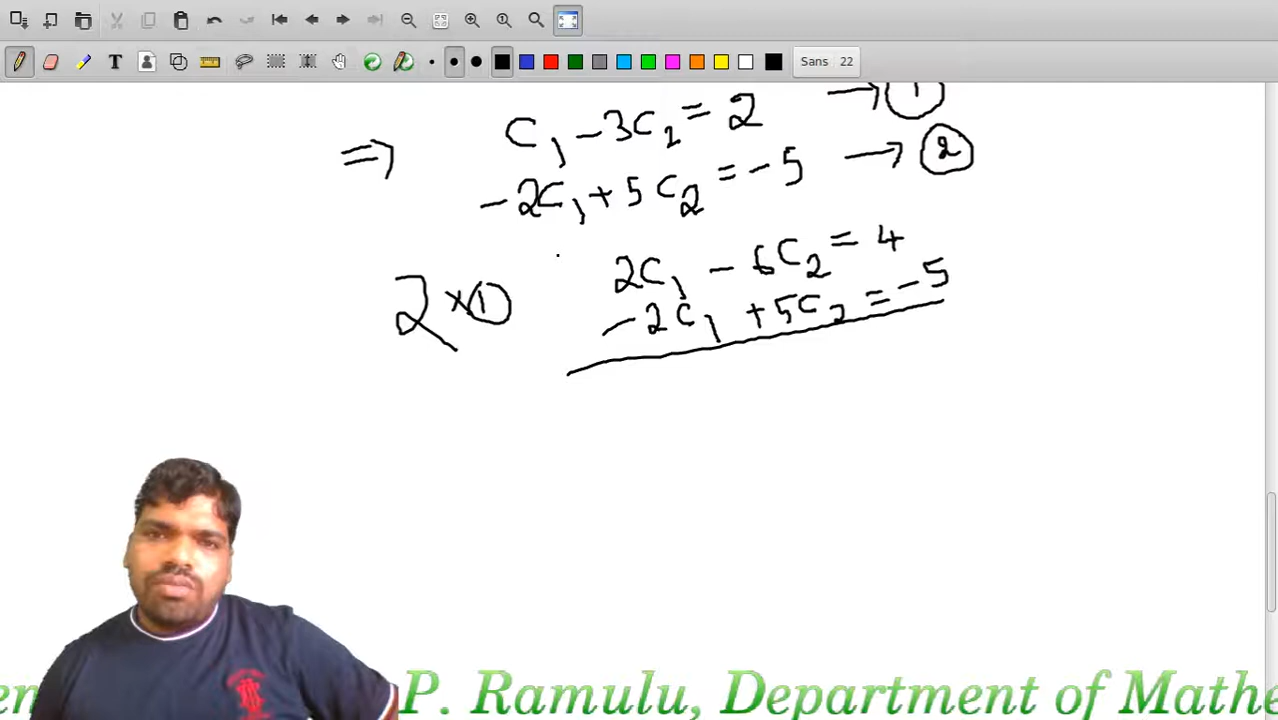 Sans 22
→ ①
⇒ C₁ - 3C₂ = 2
-2C₁ + 5C₂ = -5 → ②
2C₁ - 6C₂ = 4
2 × ①
-2C₁ + 5C₂ = -5
en P. Ramulu, Department of Mathe